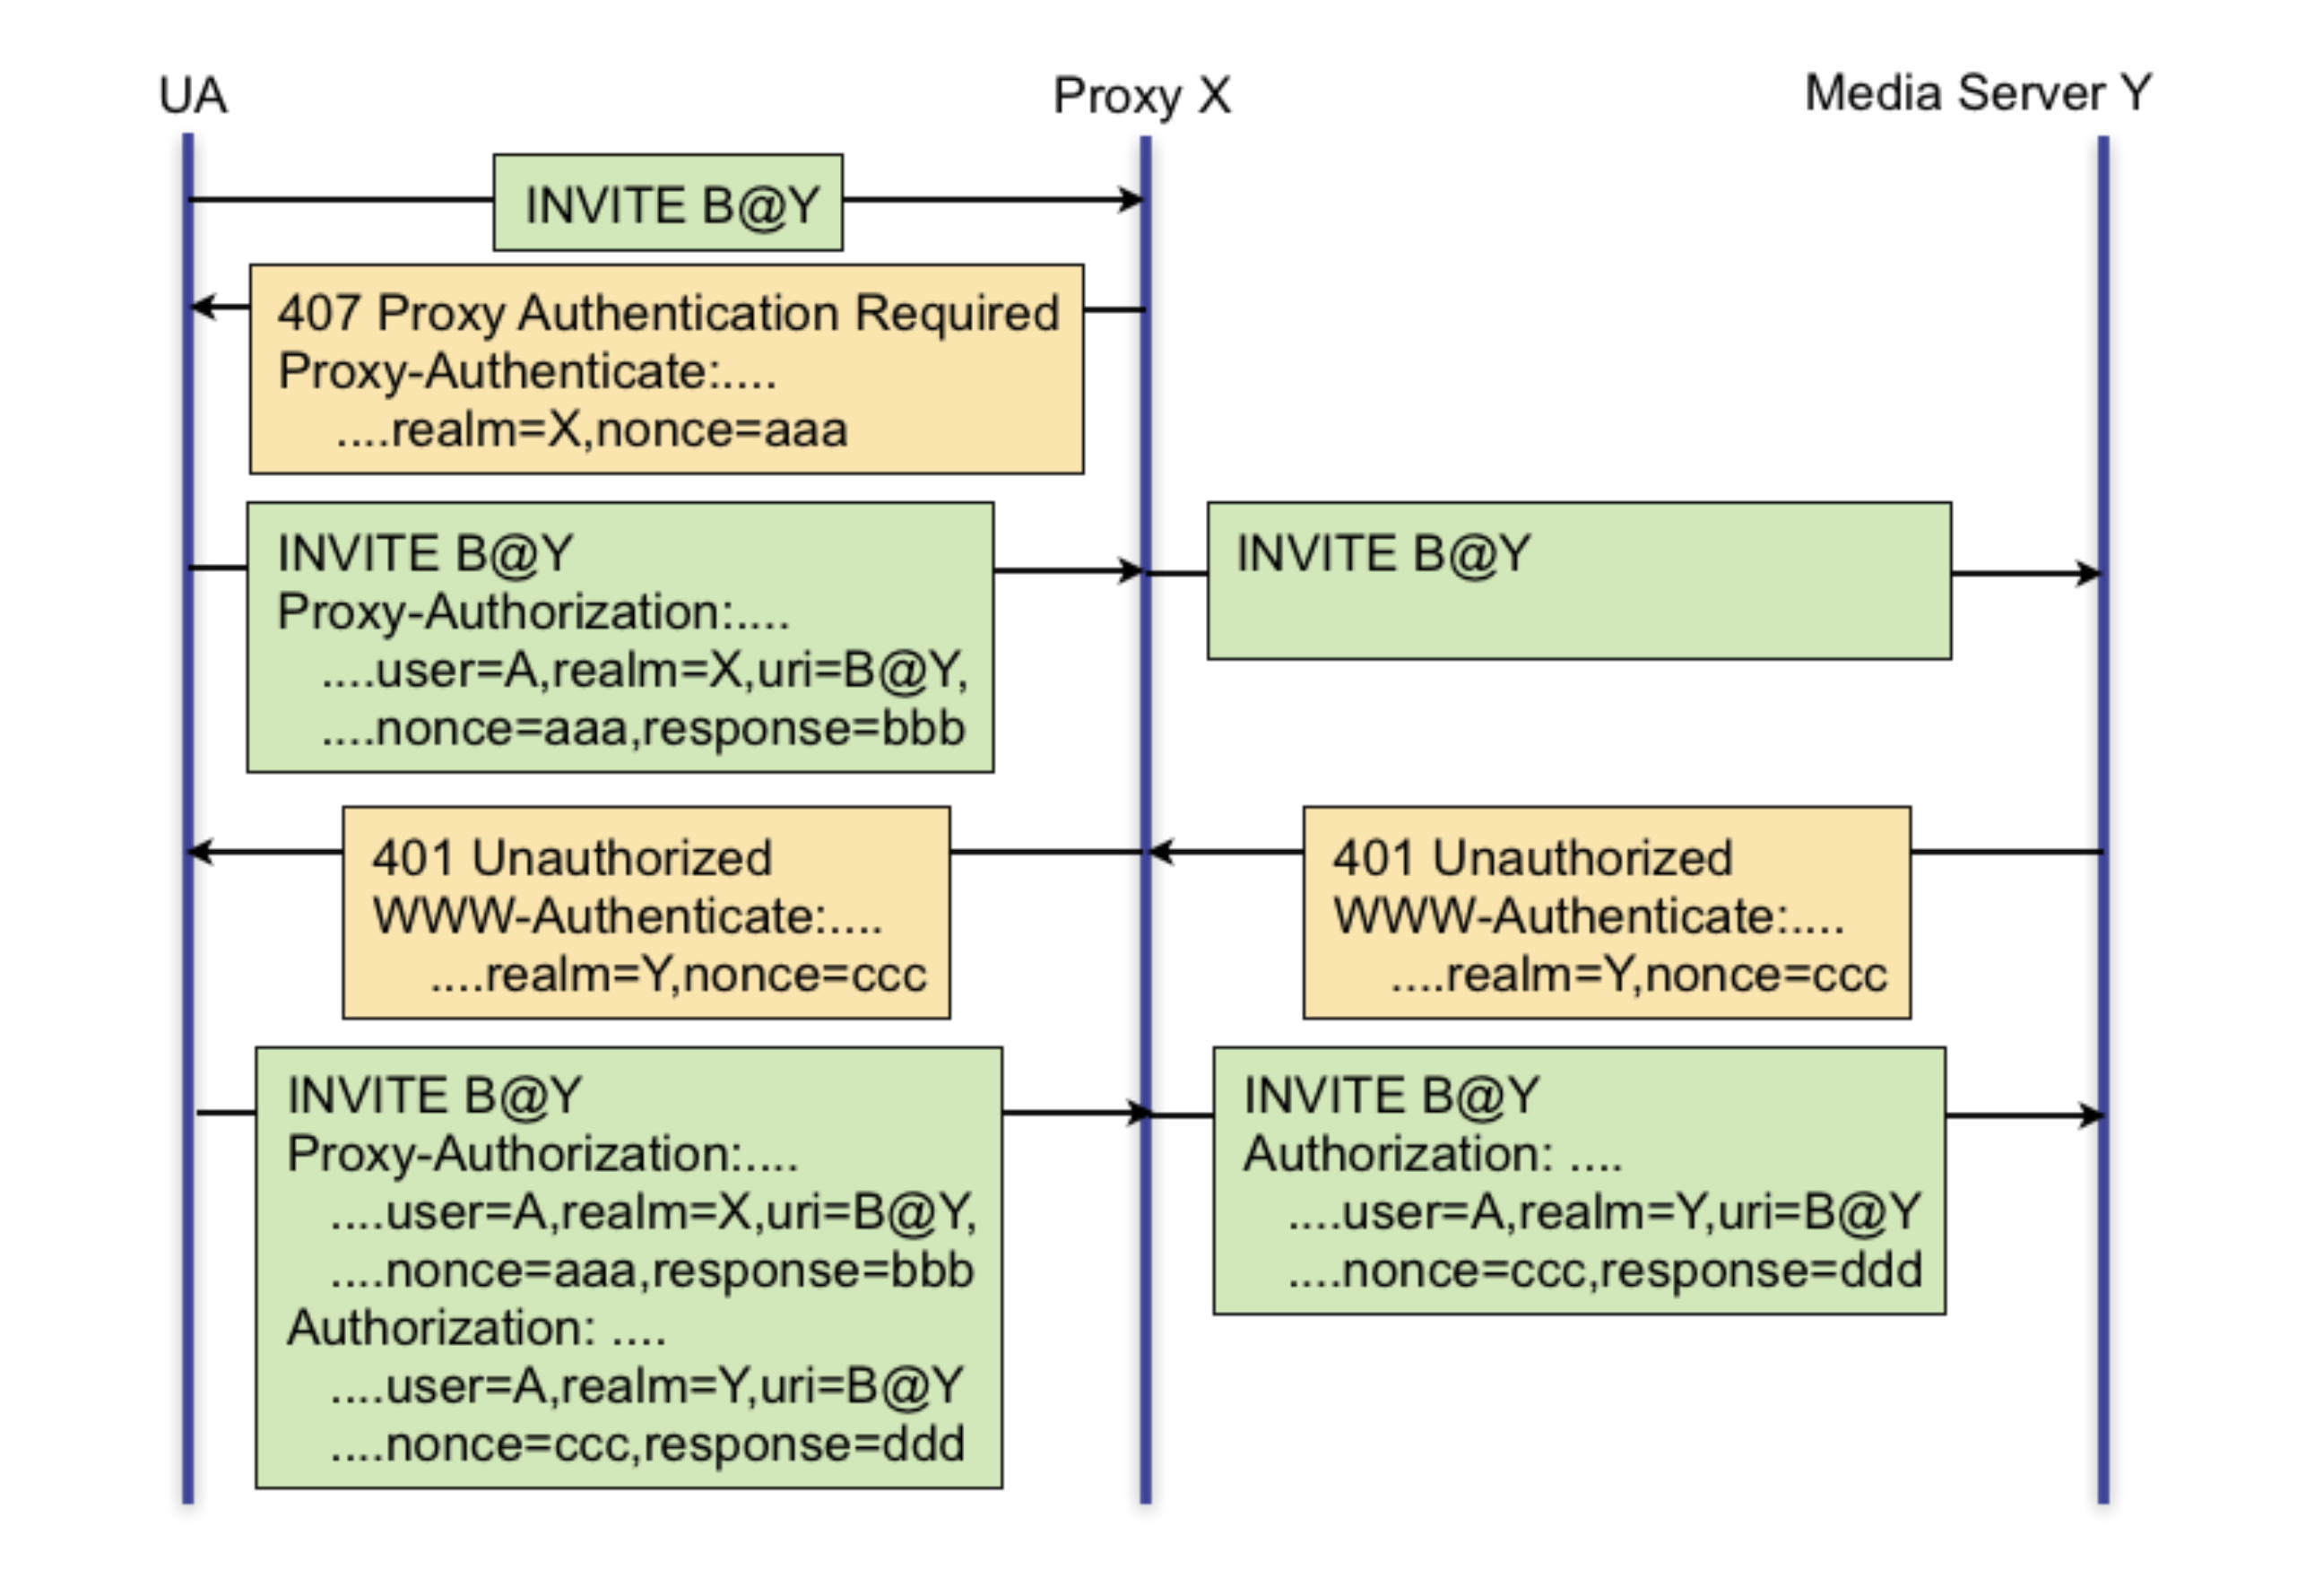 UA
Proxy X
Media Server Y
INVITE B@Y
407 Proxy Authentication Required
Proxy-Authenticate:....
....realm=X,nonce=aaa
INVITE B@Y
Proxy-Authorization:....
....user=A,realm=X,uri=B@Y,
....nonce=aaa,response=bbb
INVITE B@Y
401 Unauthorized
WWW-Authenticate:....
....realm=Y,nonce=ccc
401 Unauthorized
WWW-Authenticate:....
....realm=Y,nonce=ccc
INVITE B@Y
Proxy-Authorization:....
....user=A,realm=X,uri=B@Y,
....nonce=aaa,response=bbb
Authorization: ....
....user=A,realm=Y,uri=B@Y
....nonce=ccc,response=ddd
INVITE B@Y
Authorization: ....
....user=A,realm=Y,uri=B@Y
....nonce=ccc,response=ddd